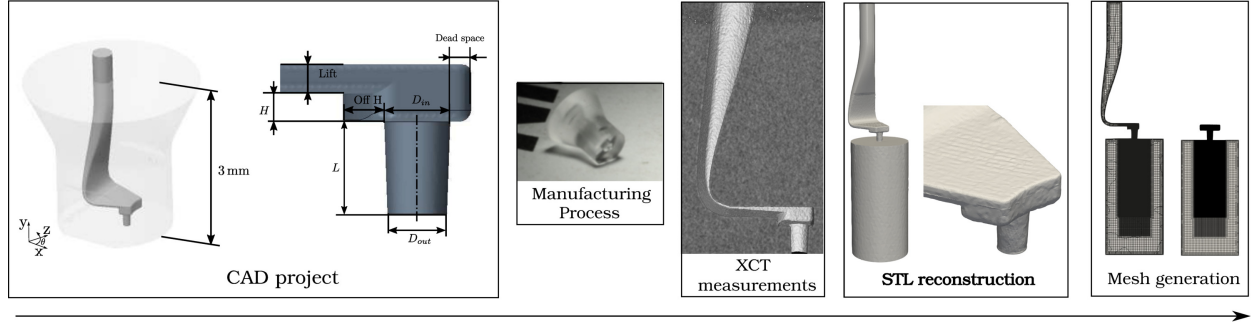 Dead space
Lift
Off H
D_in
H
L
3 mm
D_out
y
z
θ
x
CAD project
Manufacturing
Process
XCT
measurements
STL reconstruction
Mesh generation